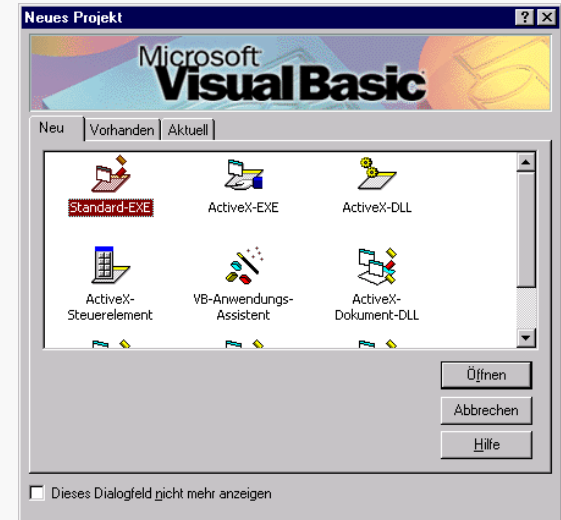 Neues Projekt
Microsoft
Visual Basic
Neu Vorhanden Aktuell
Standard-EXE ActiveX-EXE ActiveX-DLL
ActiveX- VB-Anwendungs- ActiveX-
Steuerelement Assistent Dokument-DLL
Öffnen
Abbrechen
Hilfe
Dieses Dialogfeld nicht mehr anzeigen